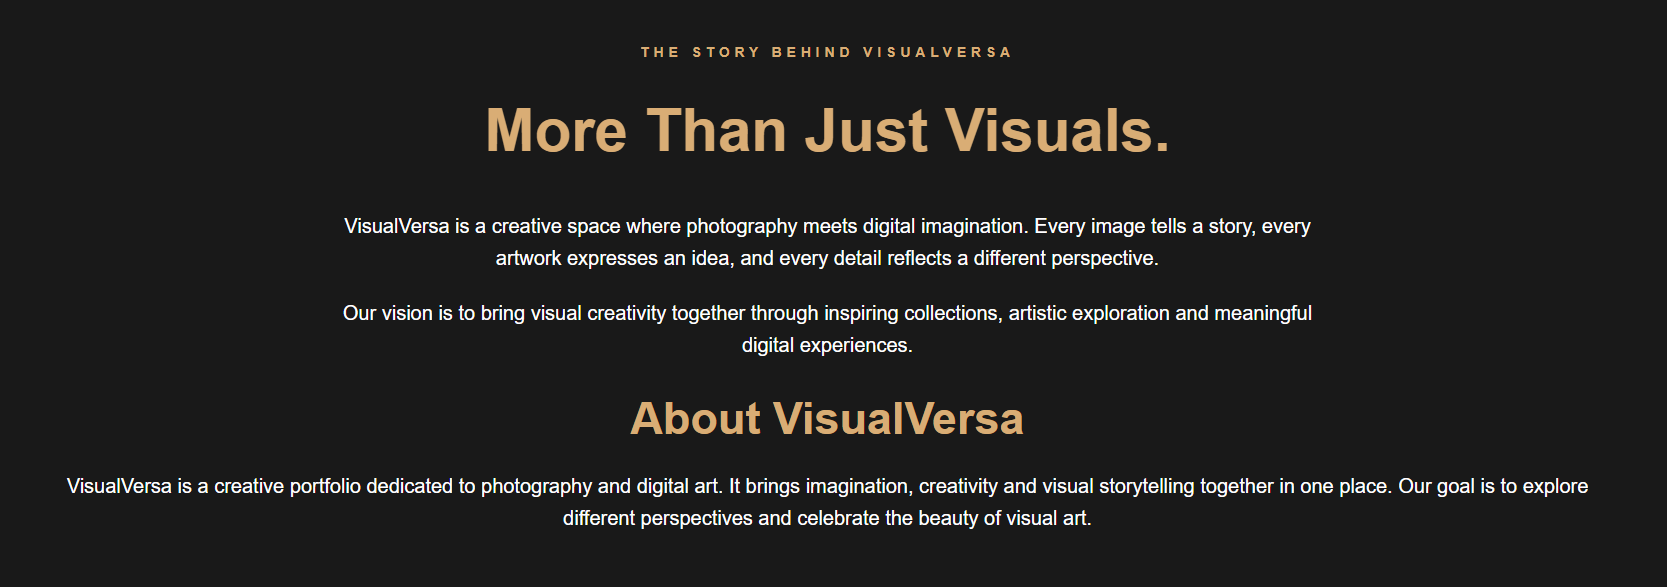 THE STORY BEHIND VISUALVERSA
More Than Just Visuals.
VisualVersa is a creative space where photography meets digital imagination. Every image tells a story, every
artwork expresses an idea, and every detail reflects a different perspective.
Our vision is to bring visual creativity together through inspiring collections, artistic exploration and meaningful
digital experiences.
About VisualVersa
VisualVersa is a creative portfolio dedicated to photography and digital art. It brings imagination, creativity and visual storytelling together in one place. Our goal is to explore
different perspectives and celebrate the beauty of visual art.